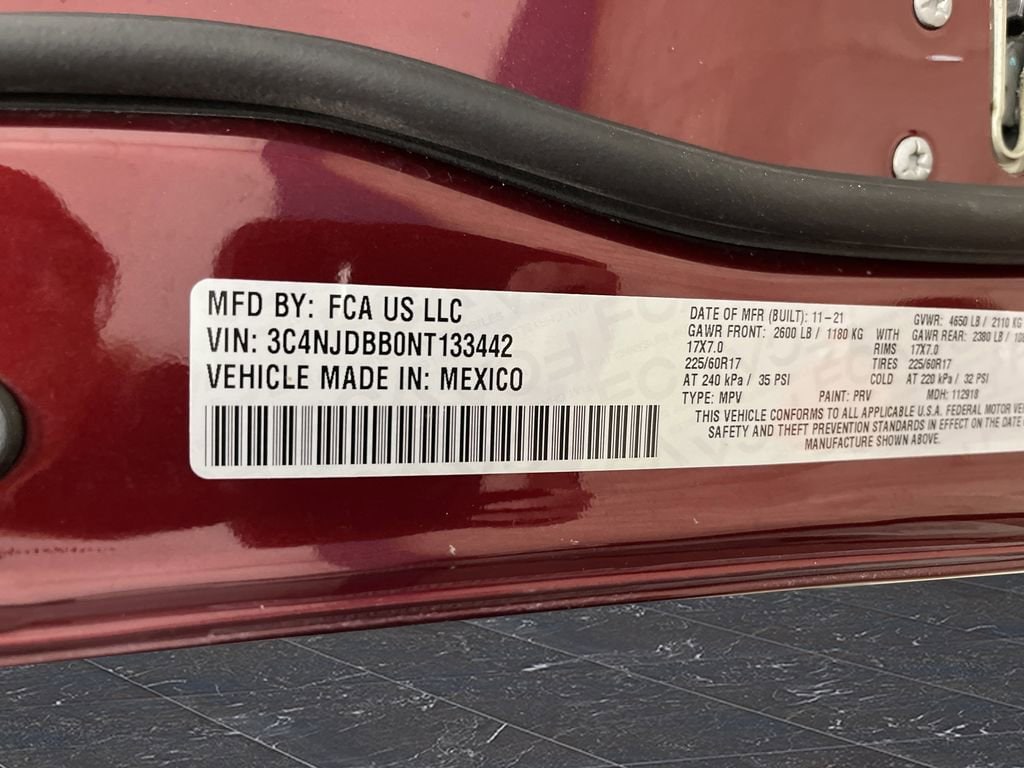 MFD BY: FCA US LLC
VIN: 3C4NJDBB0NT133442
VEHICLE MADE IN: MEXICO
DATE OF MFR (BUILT): 11-21 GVWR: 4650 LB / 2110 KG
GAWR FRONT: 2600 LB / 1180 KG WITH GAWR REAR: 2380 LB /
17X7.0 RIMS 17X7.0
225/60R17 TIRES 225/60R17
AT 240 kPa / 35 PSI COLD AT 220 kPa / 32 PSI
TYPE: MPV PAINT: PRV MDH: 112918
THIS VEHICLE CONFORMS TO ALL APPLICABLE U.S.A. FEDERAL MOTOR
SAFETY AND THEFT PREVENTION STANDARDS IN EFFECT ON THE DATE
MANUFACTURE SHOWN ABOVE.